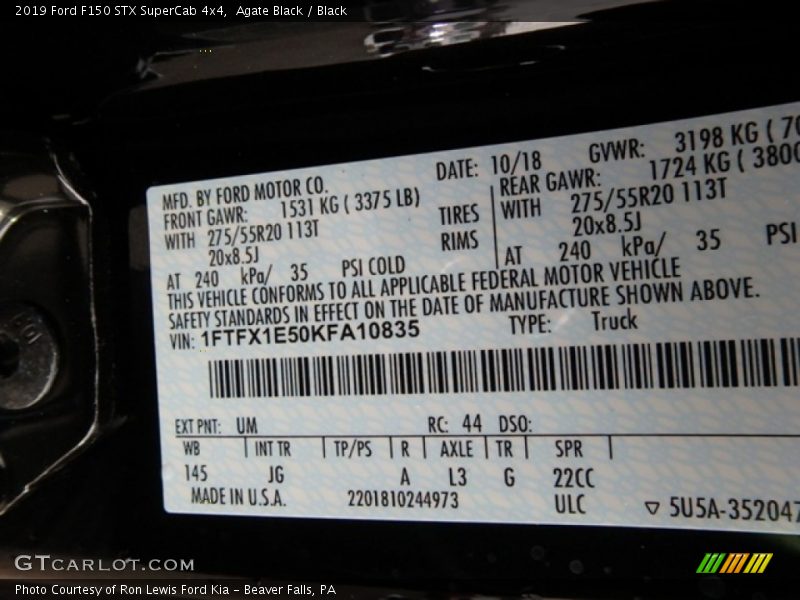 2019 Ford F150 STX SuperCab 4x4, Agate Black / Black
MFD. BY FORD MOTOR CO.
DATE: 10/18
GVWR: 3198 KG
FRONT GAWR: 1531 KG ( 3375 LB)
REAR GAWR: 1724 KG ( 3800
WITH 275/55R20 113T
TIRES
WITH 275/55R20 113T
20x8.5J
RIMS
20x8.5J
AT 240 kPa/ 35 PSI COLD
AT 240 kPa/ 35 PSI
THIS VEHICLE CONFORMS TO ALL APPLICABLE FEDERAL MOTOR VEHICLE
SAFETY STANDARDS IN EFFECT ON THE DATE OF MANUFACTURE SHOWN ABOVE.
VIN: 1FTFX1E50KFA10835
TYPE: Truck
EXT PNT: UM
RC: 44 DSO:
WB INT TR TP/PS R AXLE TR SPR
145 JG A L3 G 22CC
MADE IN U.S.A. 2201810244973 ULC
▽ 5U5A-352047
GTCARLOT.COM
Photo Courtesy of Ron Lewis Ford Kia – Beaver Falls, PA